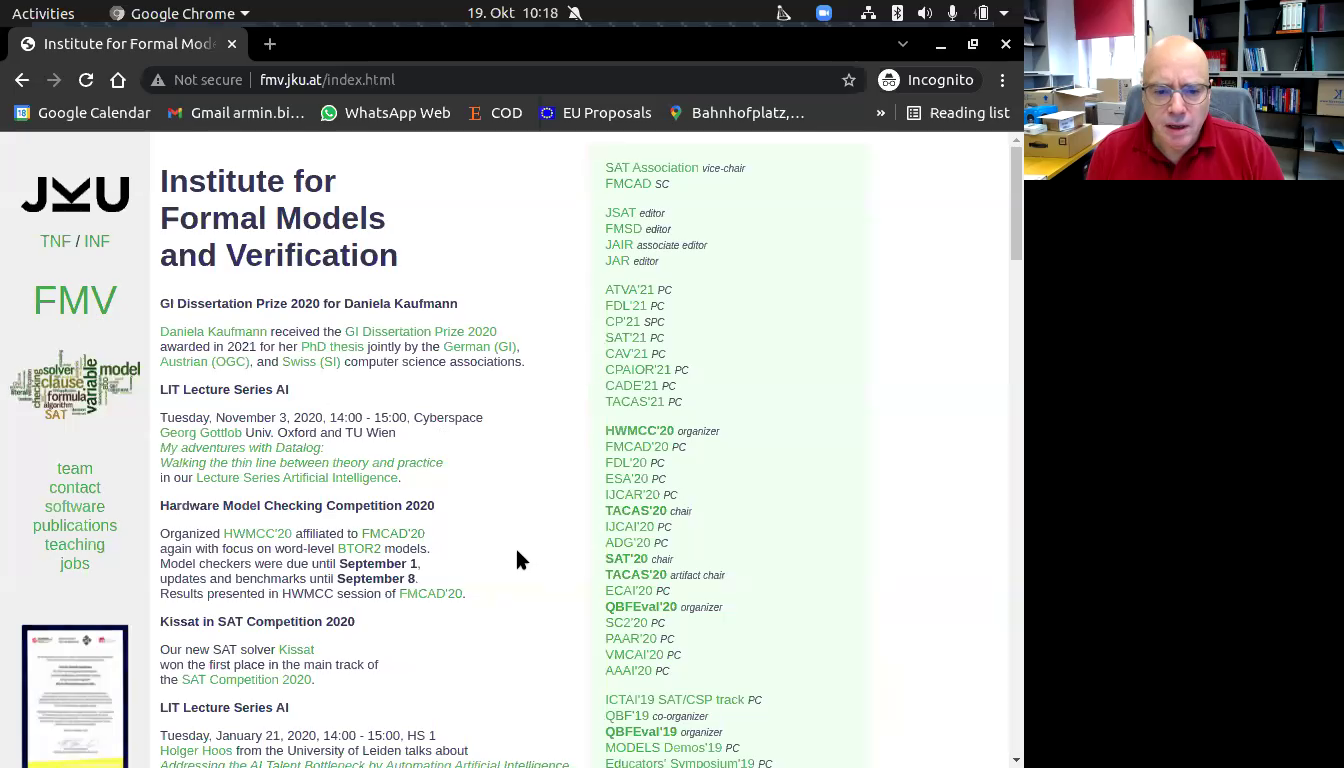 Activities
Google Chrome
19. Okt 10:18
Institute for Formal Mod
Not secure
fmv.jku.at/index.html
Incognito
Google Calendar
Gmail armin.bi...
WhatsApp Web
COD
EU Proposals
Bahnhofplatz,...
»
Reading list
JKU
TNF / INF
FMV
solver
model
clause
variable
checking
formula
algorithm
SAT
team
contact
software
publications
teaching
jobs
Institute for
Formal Models
and Verification
GI Dissertation Prize 2020 for Daniela Kaufmann
Daniela Kaufmann received the GI Dissertation Prize 2020
awarded in 2021 for her PhD thesis jointly by the German (GI),
Austrian (OGC), and Swiss (SI) computer science associations.
LIT Lecture Series AI
Tuesday, November 3, 2020, 14:00 - 15:00, Cyberspace
Georg Gottlob Univ. Oxford and TU Wien
My adventures with Datalog:
Walking the thin line between theory and practice
in our Lecture Series Artificial Intelligence.
Hardware Model Checking Competition 2020
Organized HWMCC'20 affiliated to FMCAD'20
again with focus on word-level BTOR2 models.
Model checkers were due until September 1,
updates and benchmarks until September 8.
Results presented in HWMCC session of FMCAD'20.
Kissat in SAT Competition 2020
Our new SAT solver Kissat
won the first place in the main track of
the SAT Competition 2020.
LIT Lecture Series AI
Tuesday, January 21, 2020, 14:00 - 15:00, HS 1
Holger Hoos from the University of Leiden talks about
Addressing the AI Talent Bottleneck by Automating Artificial Intelligence
SAT Association vice-chair
FMCAD SC
JSAT editor
FMSD editor
JAIR associate editor
JAR editor
ATVA'21 PC
FDL'21 PC
CP'21 SPC
SAT'21 PC
CAV'21 PC
CPAIOR'21 PC
CADE'21 PC
TACAS'21 PC
HWMCC'20 organizer
FMCAD'20 PC
FDL'20 PC
ESA'20 PC
IJCAR'20 PC
TACAS'20 chair
IJCAI'20 PC
ADG'20 PC
SAT'20 chair
TACAS'20 artifact chair
ECAI'20 PC
QBFEval'20 organizer
SC2'20 PC
PAAR'20 PC
VMCAI'20 PC
AAAI'20 PC
ICTAI'19 SAT/CSP track PC
QBF'19 co-organizer
QBFEval'19 organizer
MODELS Demos'19 PC
Educators' Symposium'19 PC